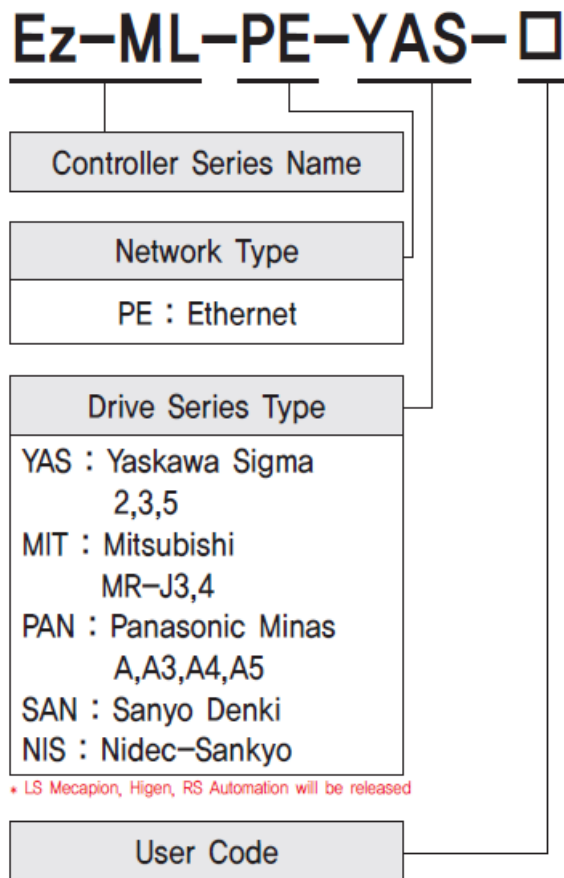 Ez-ML-PE-YAS-□
Controller Series Name
Network Type
PE : Ethernet
Drive Series Type
YAS : Yaskawa Sigma
2,3,5
MIT : Mitsubishi
MR-J3,4
PAN : Panasonic Minas
A,A3,A4,A5
SAN : Sanyo Denki
NIS : Nidec-Sankyo
* LS Mecapion, Higen, RS Automation will be released
User Code